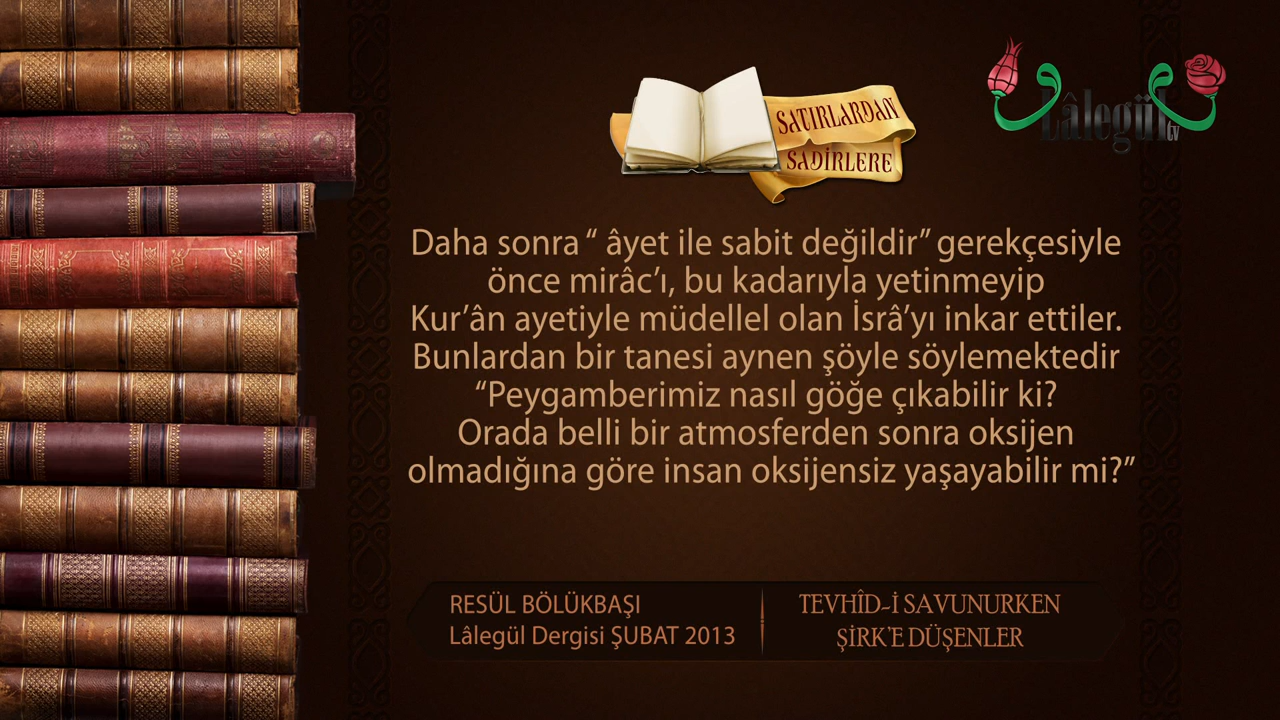 SATIRLARDAN
SADIRLERE
Lâlegül tv
Daha sonra “ âyet ile sabit değildir” gerekçesiyle
önce mirâc’ı, bu kadarıyla yetinmeyip
Kur’ân ayetiyle müdellel olan İsrâ’yı inkar ettiler.
Bunlardan bir tanesi aynen şöyle söylemektedir
“Peygamberimiz nasıl göğe çıkabilir ki?
Orada belli bir atmosferden sonra oksijen
olmadığına göre insan oksijensiz yaşayabilir mi?”
RESÜL BÖLÜKBAŞI
Lâlegül Dergisi ŞUBAT 2013
TEVHÎD-İ SAVUNURKEN
ŞİRK'E DÜŞENLER